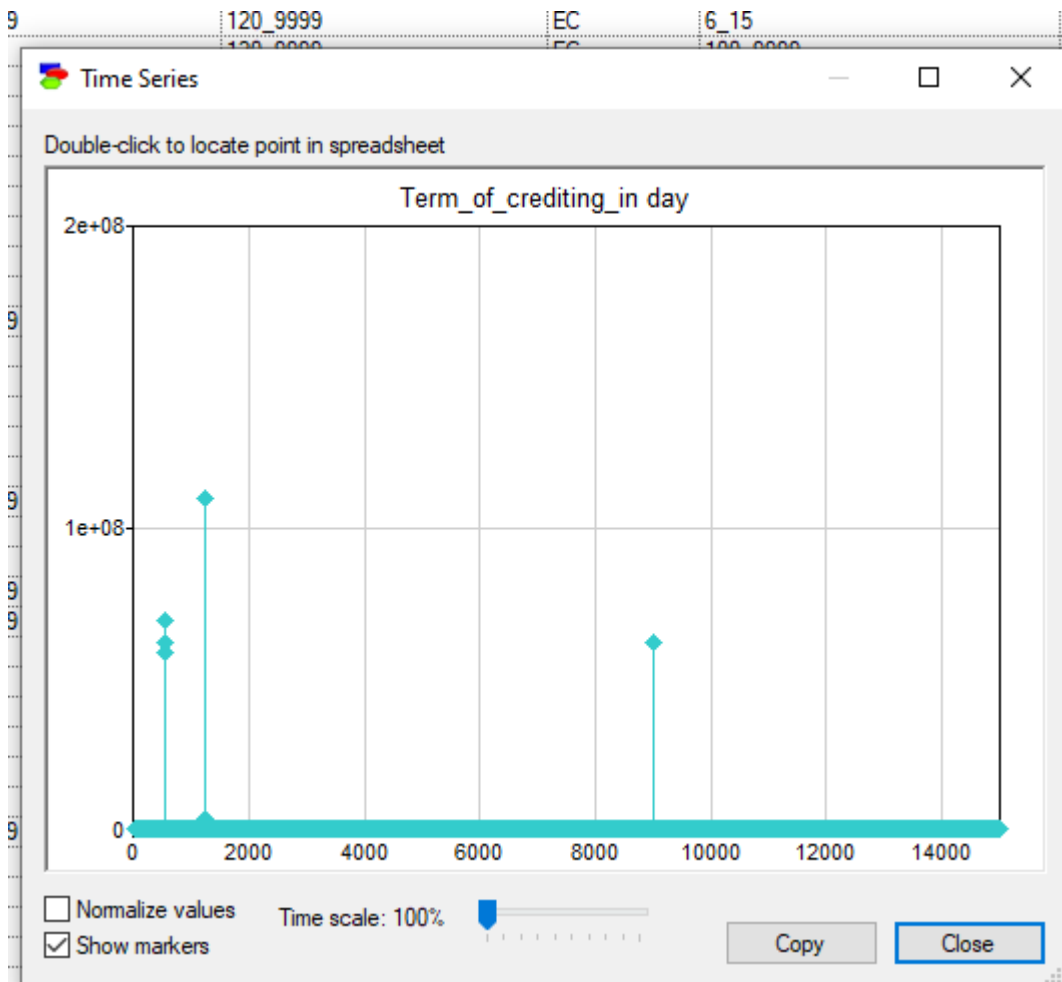 9 120_9999 EC 6_15
Time Series
Double-click to locate point in spreadsheet
Term_of_crediting_in day
2e+08
1e+08
0
0 2000 4000 6000 8000 10000 12000 14000
9
9
9
9
9
Normalize values Time scale: 100%
Show markers
Copy Close